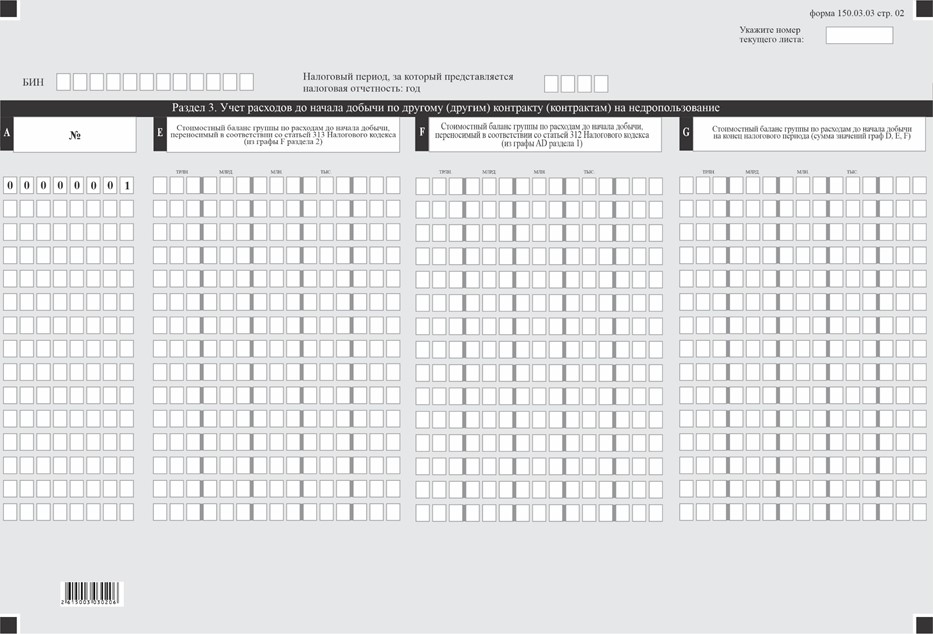 форма 150.03.03 стр. 02
Укажите номер
текущего листа:
БИН
Налоговый период, за который представляется
налоговая отчетность: год
Раздел 3. Учет расходов до начала добычи по другому (другим) контракту (контрактам) на недропользование
A
№
E
Стоимостный баланс группы по расходам до начала добычи,
переносимый в соответствии со статьей 313 Налогового кодекса
(из графы F раздела 2)
F
Стоимостный баланс группы по расходам до начала добычи,
переносимый в соответствии со статьей 312 Налогового кодекса
(из графы AD раздела 1)
G
Стоимостный баланс группы по расходам до начала добычи
на конец налогового периода (сумма значений граф D, E, F)
ТРЛН МЛРД МЛН ТЫС ТРЛН МЛРД МЛН ТЫС ТРЛН МЛРД МЛН ТЫС
0 0 0 0 0 0 0 1
2615003030206